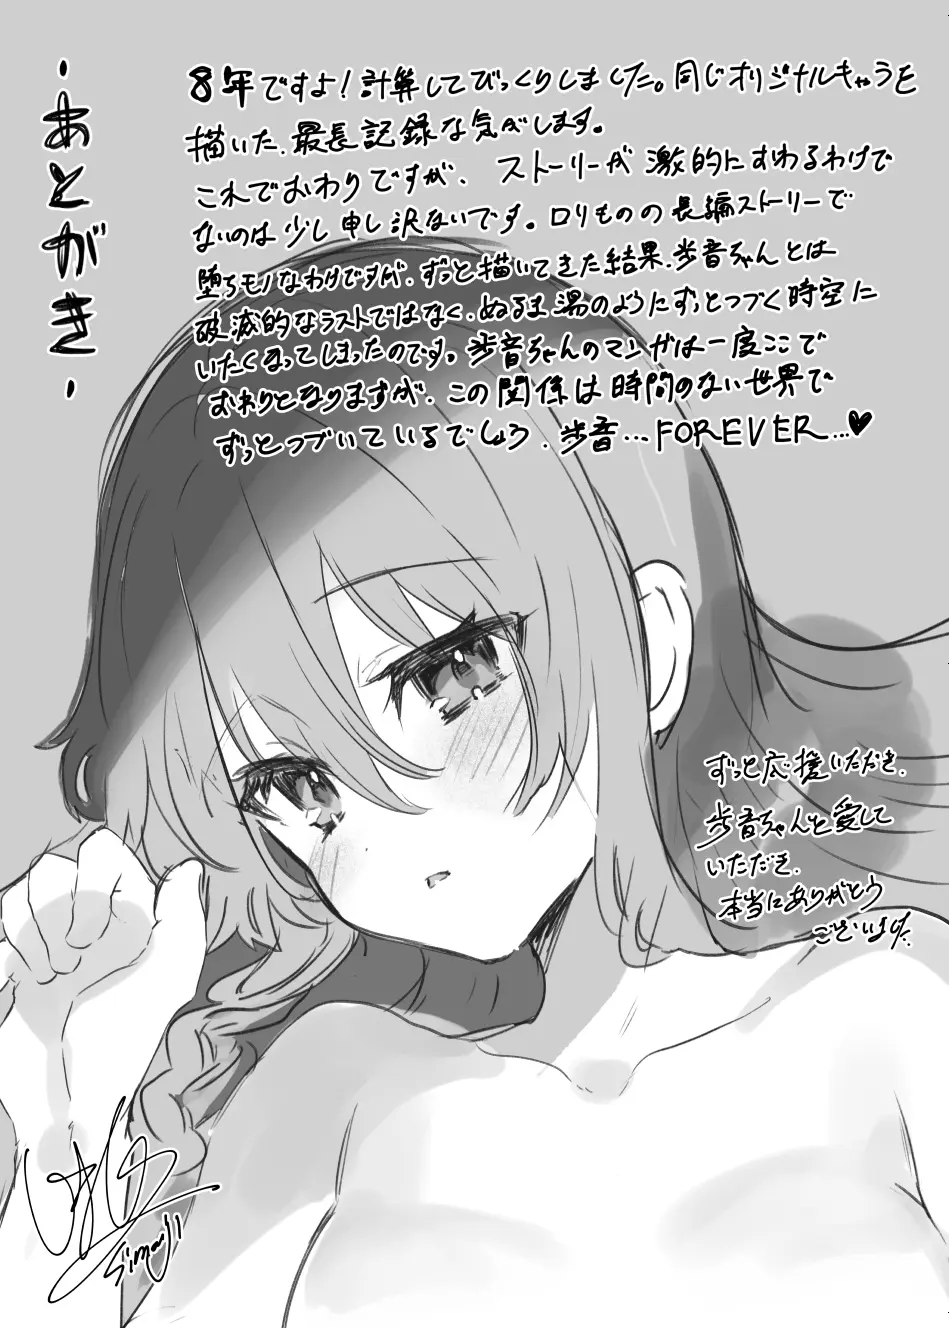 ・あとがき・
8年ですよ!計算してびっくりしました。同じオリジナルキャラを
描いた、最長記録な気がします。
これでおわりですが、ストーリーが激的におわるわけで
ないのは少し申し訳ないです。ロリものの長編ストーリーで
堕ちモノなわりですが、ずっと描いてきた結果、歩音ちゃんとは
破滅的なラストではなく、ぬるま湯のようにずっとつづく時空に
いたくなってしまったのです。歩音ちゃんのマンガは一度ここで
おわりとなりますが、この関係は時間のない世界で
ずっとつづいているでしょう、歩音…FOREVER…♥
ずっと応援いただき、
歩音ちゃんを愛して
いただき、
本当にありがとう
ございました。
しまじ
simaji